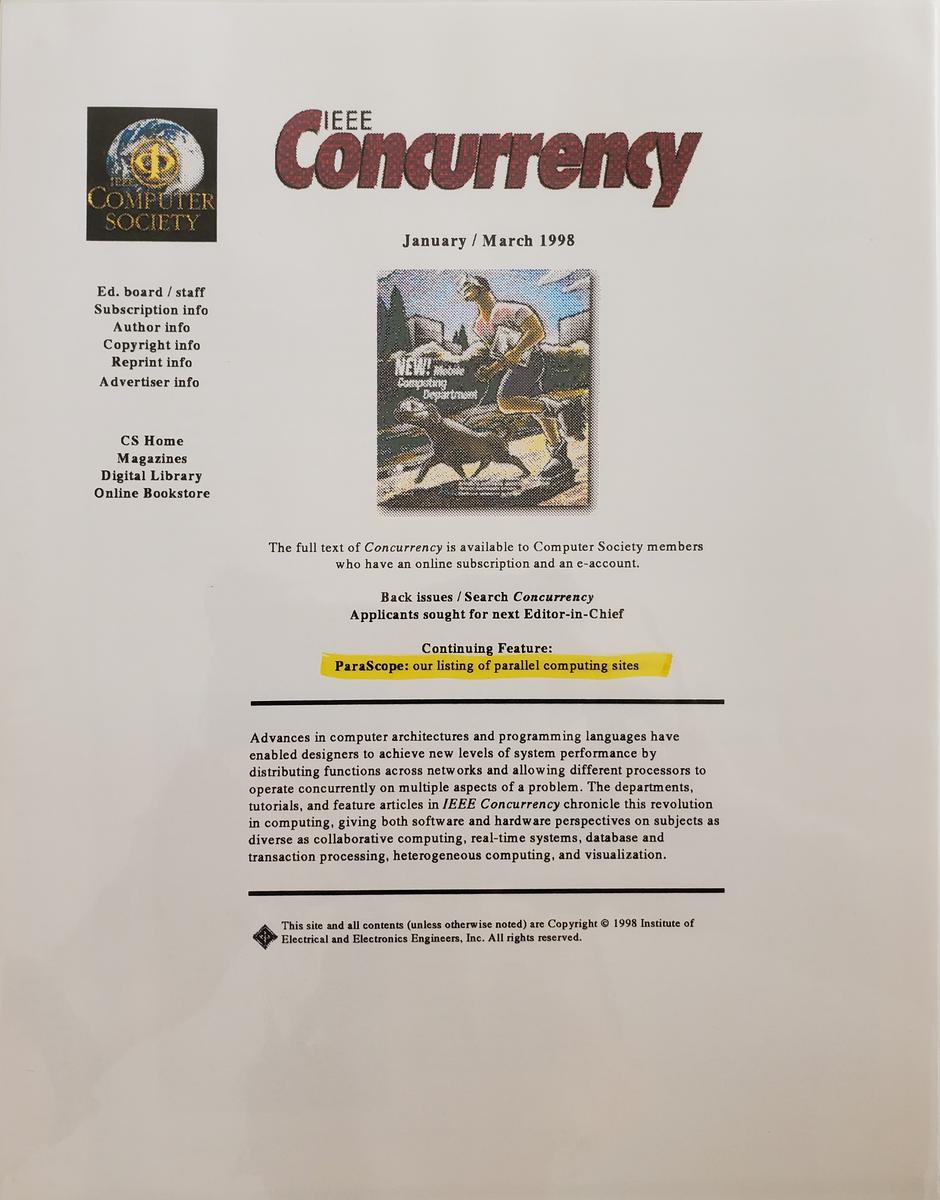 IEEE
COMPUTER
SOCIETY
IEEE
Concurrency
January / March 1998
NEW! Mobile
Computing
Department
Ed. board / staff
Subscription info
Author info
Copyright info
Reprint info
Advertiser info
CS Home
Magazines
Digital Library
Online Bookstore
The full text of Concurrency is available to Computer Society members
who have an online subscription and an e-account.
Back issues / Search Concurrency
Applicants sought for next Editor-in-Chief
Continuing Feature:
ParaScope: our listing of parallel computing sites
Advances in computer architectures and programming languages have
enabled designers to achieve new levels of system performance by
distributing functions across networks and allowing different processors to
operate concurrently on multiple aspects of a problem. The departments,
tutorials, and feature articles in IEEE Concurrency chronicle this revolution
in computing, giving both software and hardware perspectives on subjects as
diverse as collaborative computing, real-time systems, database and
transaction processing, heterogeneous computing, and visualization.
This site and all contents (unless otherwise noted) are Copyright © 1998 Institute of
Electrical and Electronics Engineers, Inc. All rights reserved.